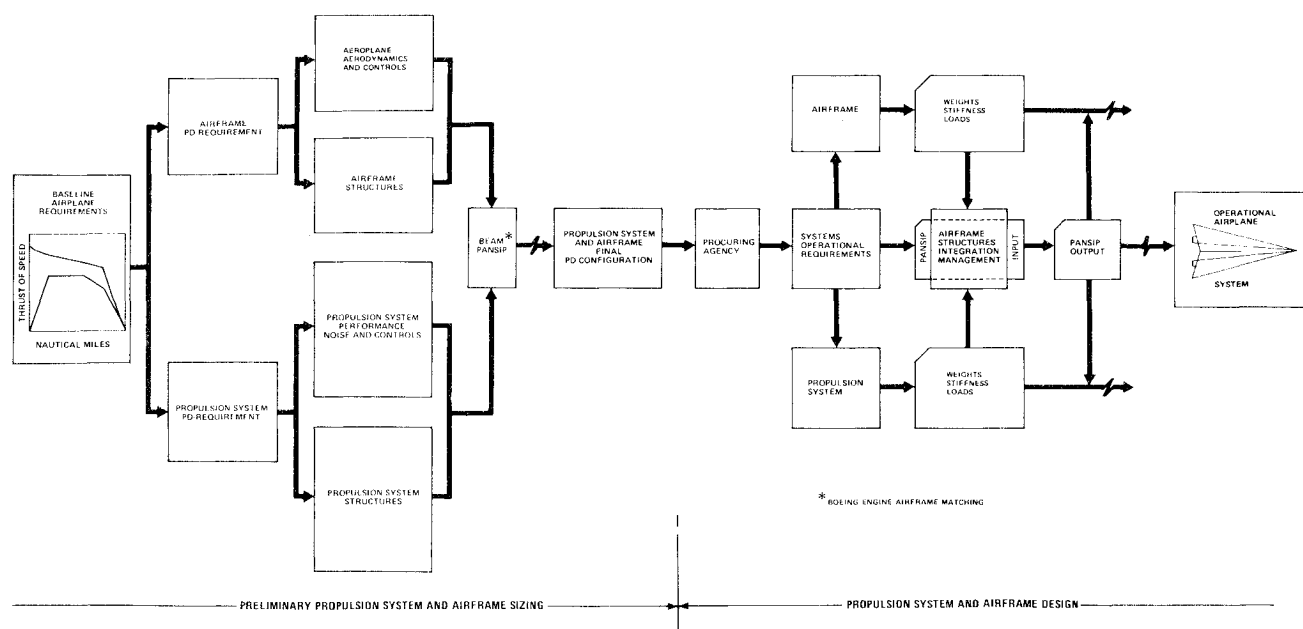 BASELINE
AIRPLANE
REQUIREMENTS
THRUST OF SPEED
NAUTICAL MILES
AIRFRAME
PD REQUIREMENT
PROPULSION SYSTEM
PD-REQUIREMENT
AEROPLANE
AERODYNAMICS
AND CONTROLS
AIRFRAME
STRUCTURES
PROPULSION SYSTEM
PERFORMANCE
NOISE AND CONTROLS
PROPULSION SYSTEM
STRUCTURES
BEAM *
PANSIP
PROPULSION SYSTEM
AND AIRFRAME
FINAL
PD CONFIGURATION
PROCURING
AGENCY
SYSTEMS
OPERATIONAL
REQUIREMENTS
AIRFRAME
WEIGHTS
STIFFNESS
LOADS
PANSIP
AIRFRAME
STRUCTURES
INTEGRATION
MANAGEMENT
INPUT
PROPULSION
SYSTEM
WEIGHTS
STIFFNESS
LOADS
PANSIP
OUTPUT
OPERATIONAL
AIRPLANE
SYSTEM
* BOEING ENGINE AIRFRAME MATCHING
PRELIMINARY PROPULSION SYSTEM AND AIRFRAME SIZING
PROPULSION SYSTEM AND AIRFRAME DESIGN